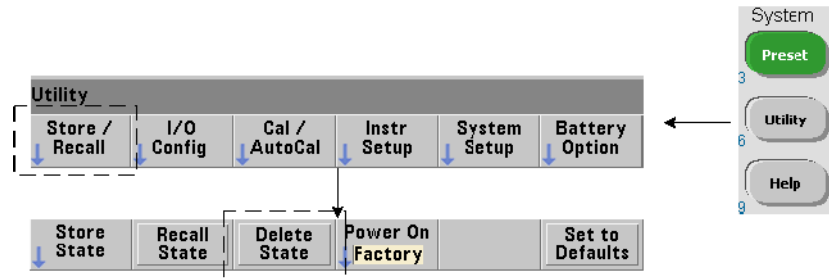 System
Preset
3
Utility
6
Help
9
Utility
Store /
Recall
I/O
Config
Cal /
AutoCal
Instr
Setup
System
Setup
Battery
Option
Store
State
Recall
State
Delete
State
Power On
Factory
Set to
Defaults